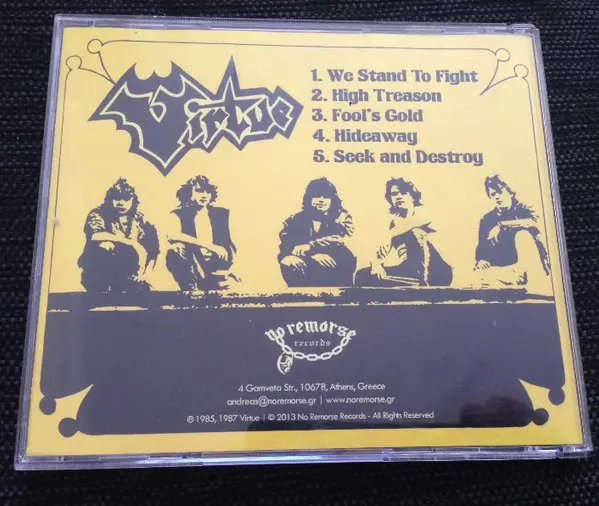 Virtue
1. We Stand To Fight
2. High Treason
3. Fool's Gold
4. Hideaway
5. Seek and Destroy
no remorse
records
4 Gamveta Str., 10678, Athens, Greece
andreas@noremorse.gr | www.noremorse.gr
℗ 1985, 1987 Virtue | © 2013 No Remorse Records - All Rights Reserved